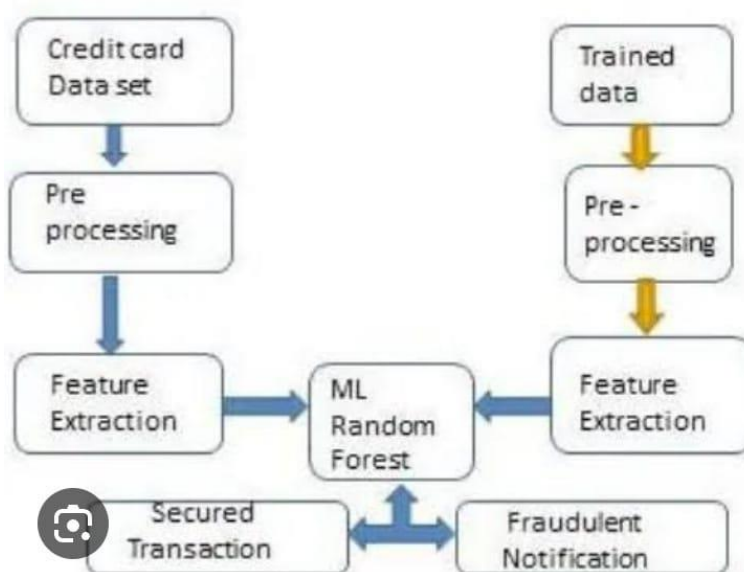 Credit card
Data set
Trained
data
Pre
processing
Pre -
processing
Feature
Extraction
ML
Random
Forest
Feature
Extraction
Secured
Transaction
Fraudulent
Notification